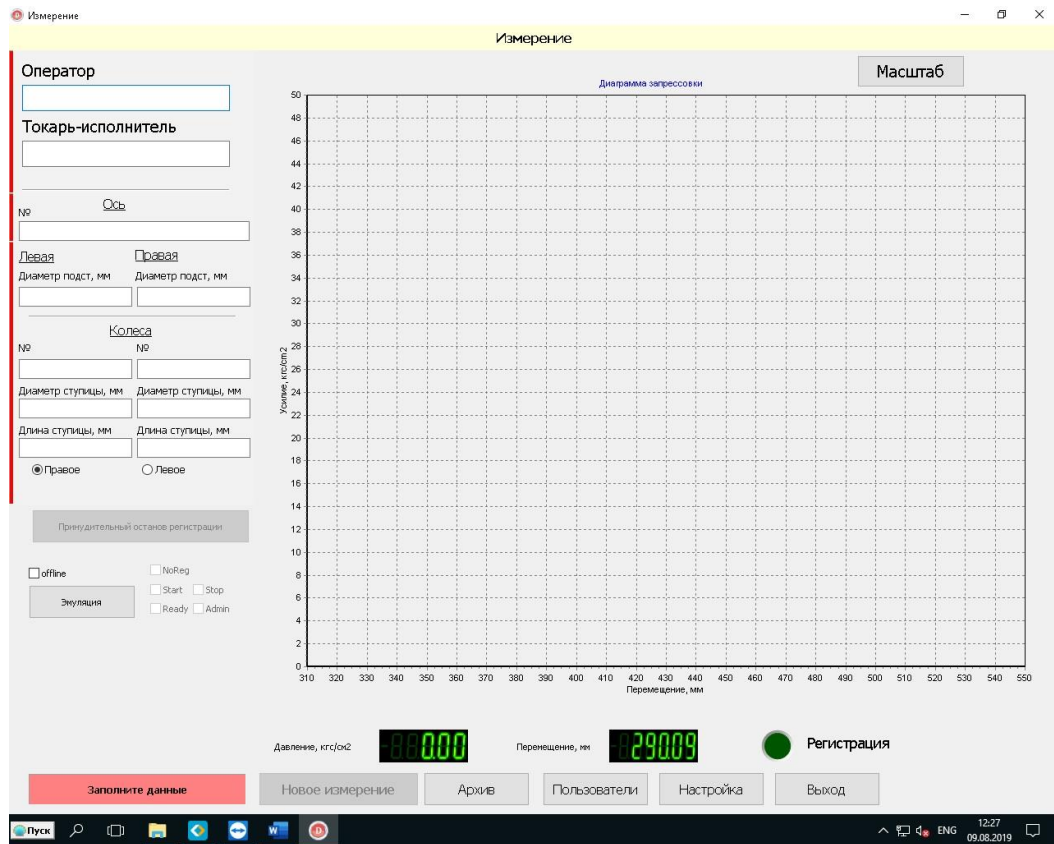 Измерение
Измерение
Оператор
Токарь-исполнитель
Ось
№
Левая Правая
Диаметр подст, мм Диаметр подст, мм
Колеса
№ №
Диаметр ступицы, мм Диаметр ступицы, мм
Длина ступицы, мм Длина ступицы, мм
Правое Левое
Принудительный останов регистрации
offline NoReg
Start Stop
Эмуляция
Ready Admin
Масштаб
Диаграмма запрессовки
50
48
46
44
42
40
38
36
34
32
30
28
26
24
22
20
18
16
14
12
10
8
6
4
2
0
Усилие, кгс/cm2
310 320 330 340 350 360 370 380 390 400 410 420 430 440 450 460 470 480 490 500 510 520 530 540 550
Перемещение, мм
Давление, кгс/см2 0.00 Перемещение, мм 290.09 Регистрация
Заполните данные Новое измерение Архив Пользователи Настройка Выход
Пуск ENG 12:27
09.08.2019